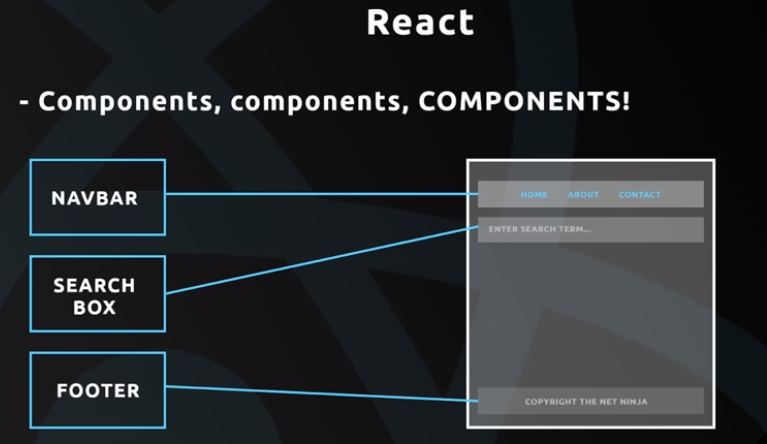 React
- Components, components, COMPONENTS!
NAVBAR
SEARCH
BOX
FOOTER
HOME ABOUT CONTACT
ENTER SEARCH TERM...
COPYRIGHT THE NET NINJA